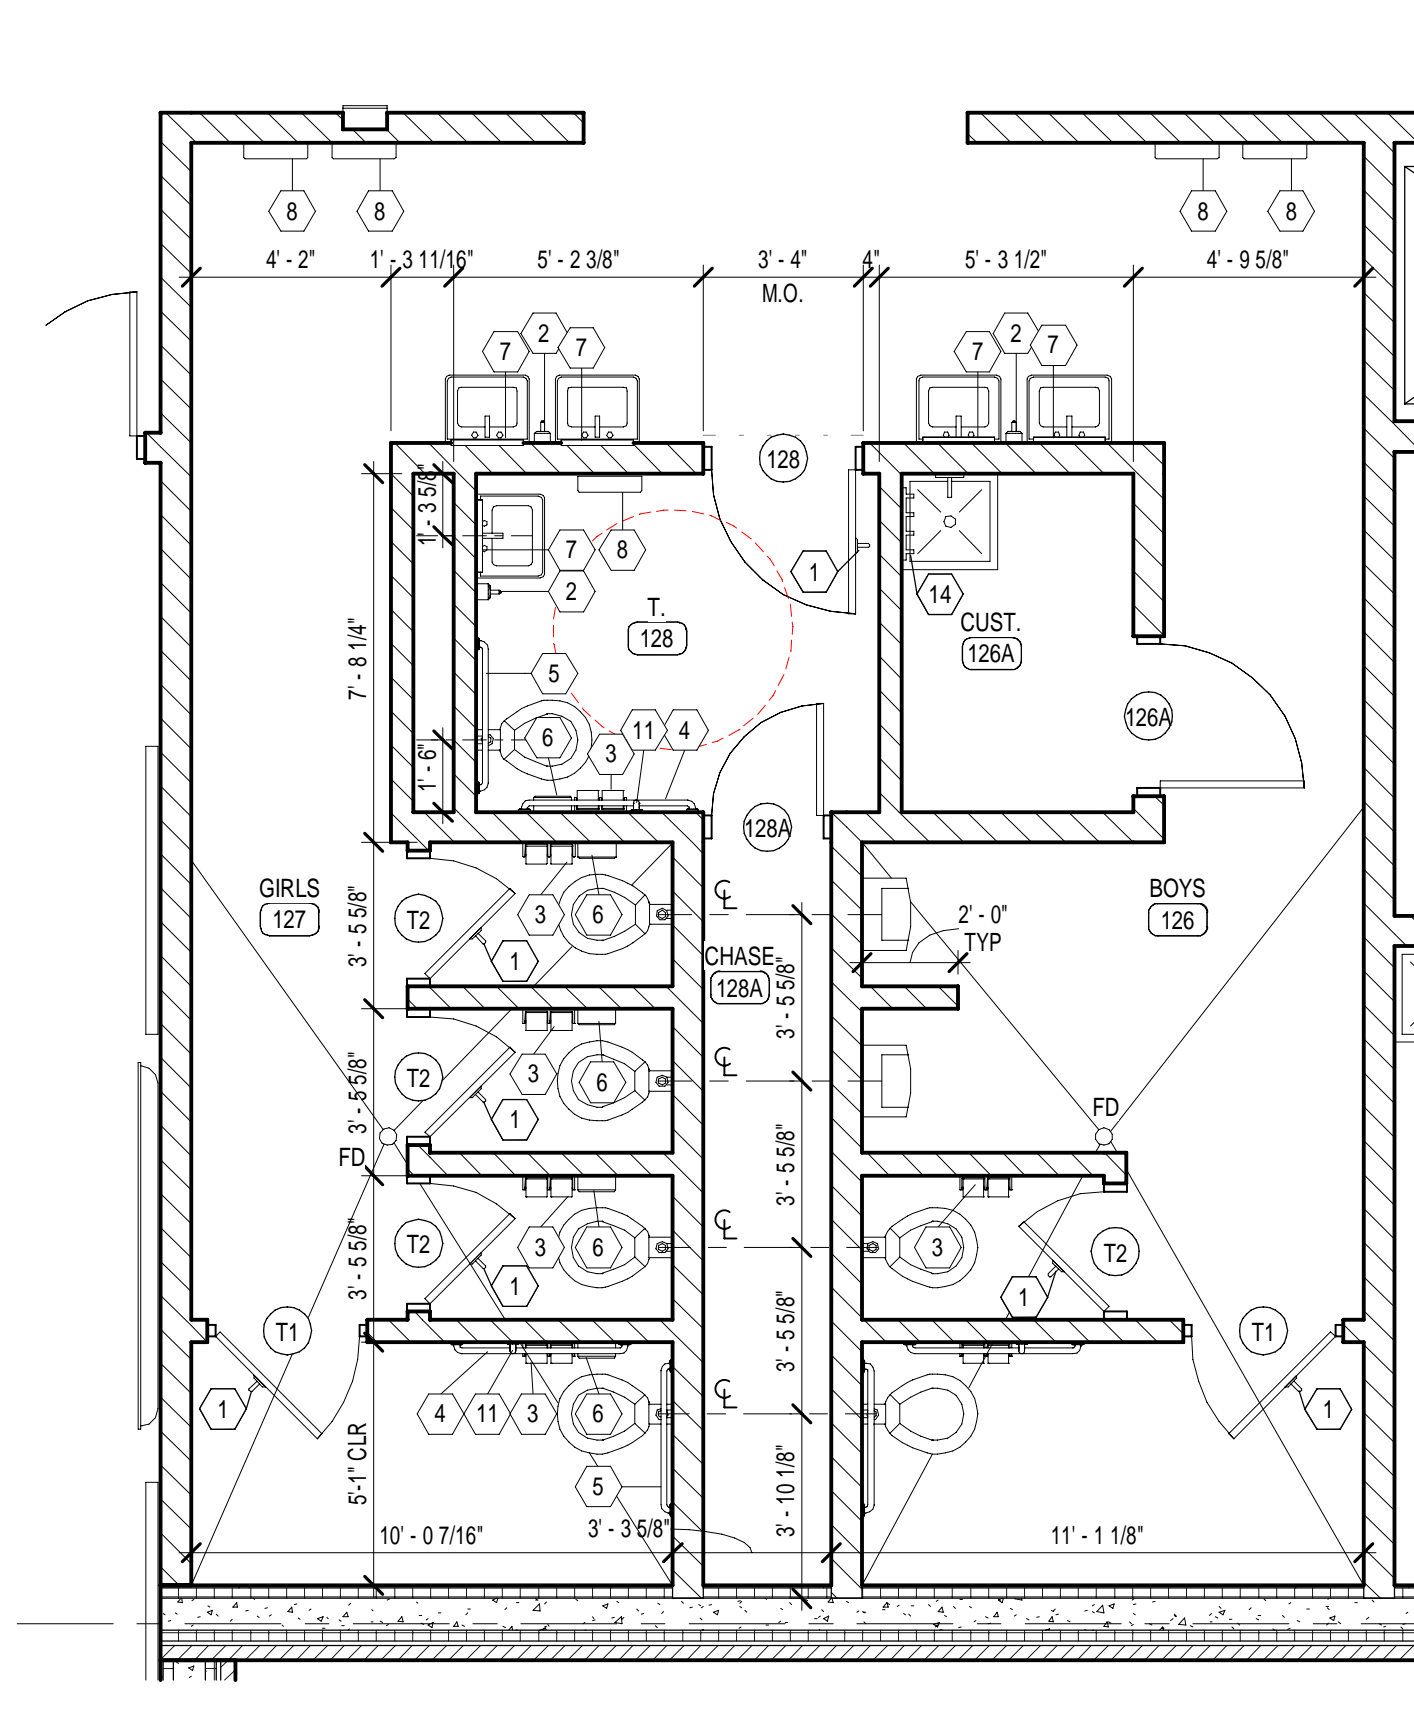 8
8
8
8
4' - 2"
1' - 3 11/16"
5' - 2 3/8"
3' - 4"
4"
5' - 3 1/2"
4' - 9 5/8"
M.O.
7
2
7
7
2
7
128
1' - 3 5/8"
7
8
1
2
14
T.
128
CUST.
126A
7' - 8 1/4"
5
126A
6
11
4
3
1' - 6"
128A
GIRLS
127
T2
3
6
℄
BOYS
126
2' - 0"
TYP
3' - 5 5/8"
1
CHASE
128A
3' - 5 5/8"
T2
3
6
℄
3' - 5 5/8"
1
FD
FD
3' - 5 5/8"
T2
3
6
℄
3
T2
3' - 5 5/8"
1
1
T1
T1
3' - 5 5/8"
1
4
11
3
6
℄
1
5'-1" CLR
5
3' - 10 1/8"
10' - 0 7/16"
3' - 3 5/8"
11' - 1 1/8"